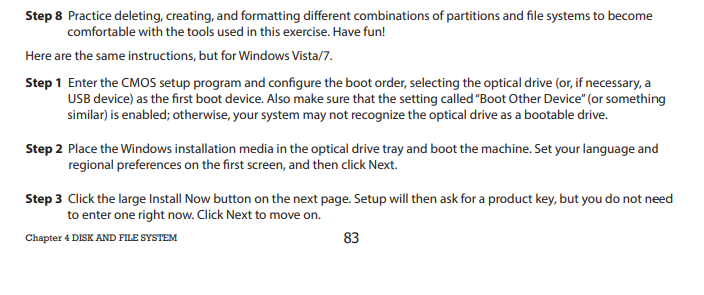 Step 8 Practice deleting, creating, and formatting different combinations of partitions and file systems to become
comfortable with the tools used in this exercise. Have fun!
Here are the same instructions, but for Windows Vista/7.
Step 1 Enter the CMOS setup program and configure the boot order, selecting the optical drive (or, if necessary, a
USB device) as the first boot device. Also make sure that the setting called “Boot Other Device” (or something
similar) is enabled; otherwise, your system may not recognize the optical drive as a bootable drive.
Step 2 Place the Windows installation media in the optical drive tray and boot the machine. Set your language and
regional preferences on the first screen, and then click Next.
Step 3 Click the large Install Now button on the next page. Setup will then ask for a product key, but you do not need
to enter one right now. Click Next to move on.
Chapter 4 DISK AND FILE SYSTEM 83